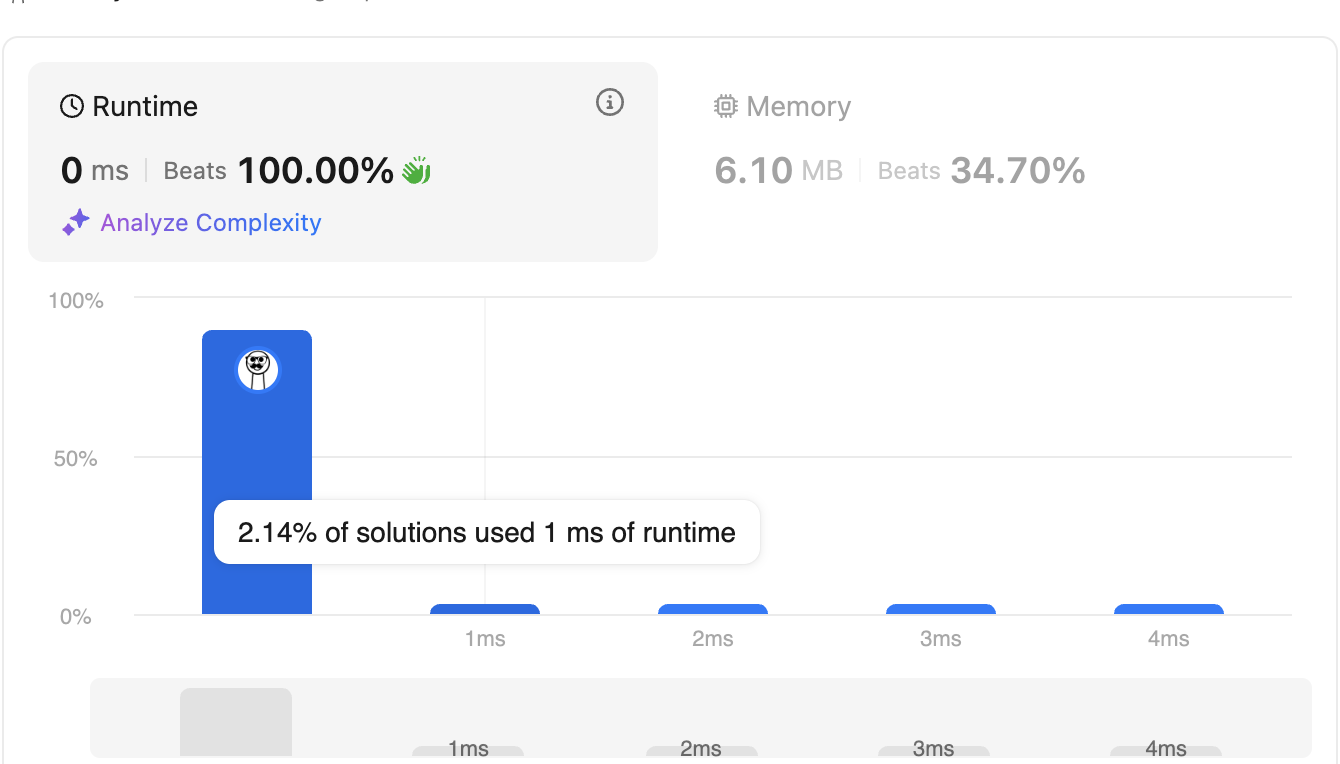 Runtime
0 ms | Beats 100.00%
Analyze Complexity
Memory
6.10 MB | Beats 34.70%
100%
50%
0%
2.14% of solutions used 1 ms of runtime
1ms 2ms 3ms 4ms
1ms 2ms 3ms 4ms